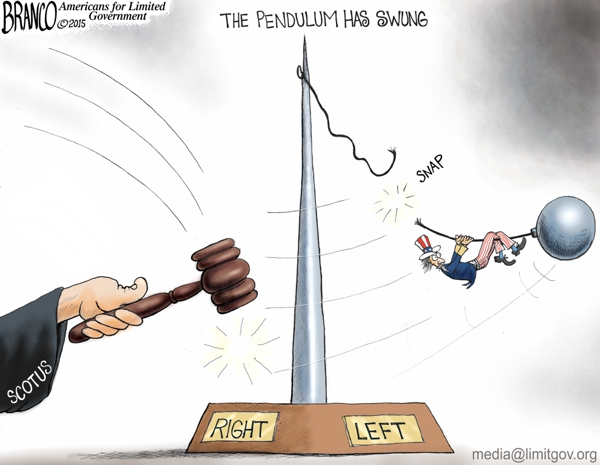 BRANCO
Americans for Limited
Government
©2015
THE PENDULUM HAS SWUNG
SNAP
SCOTUS
RIGHT
LEFT
media@limitgov.org